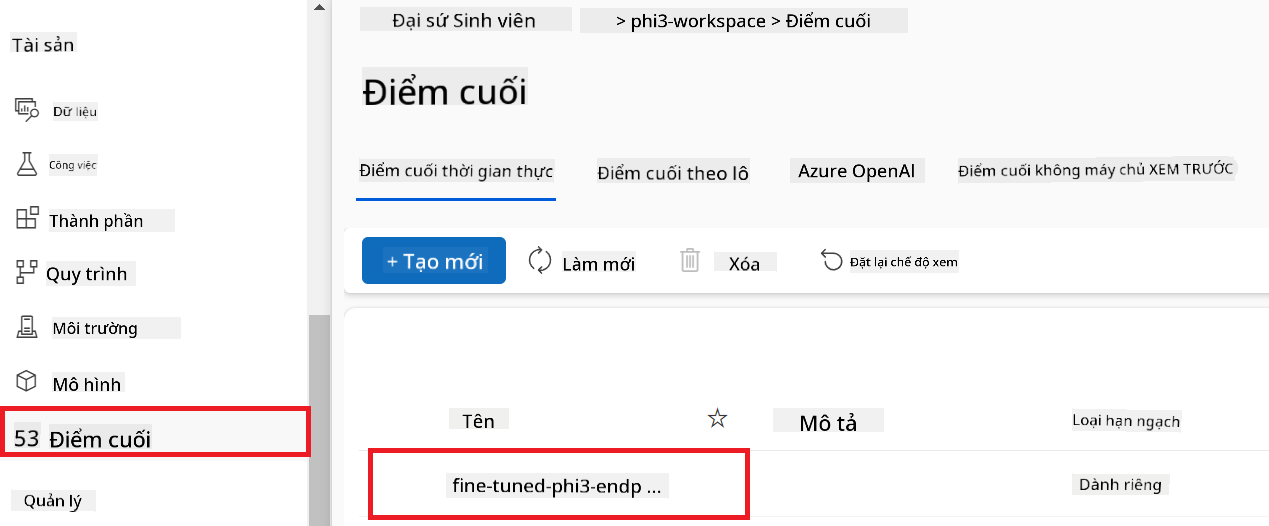 Tài sản
Dữ liệu
Công việc
Thành phần
Quy trình
Môi trường
Mô hình
53 Điểm cuối
Quản lý
Đại sứ Sinh viên > phi3-workspace > Điểm cuối
Điểm cuối
Điểm cuối thời gian thực Điểm cuối theo lô Azure OpenAI Điểm cuối không máy chủ XEM TRƯỚC
+ Tạo mới Làm mới Xóa Đặt lại chế độ xem
Tên Mô tả Loại hạn ngạch
fine-tuned-phi3-endp ... Dành riêng